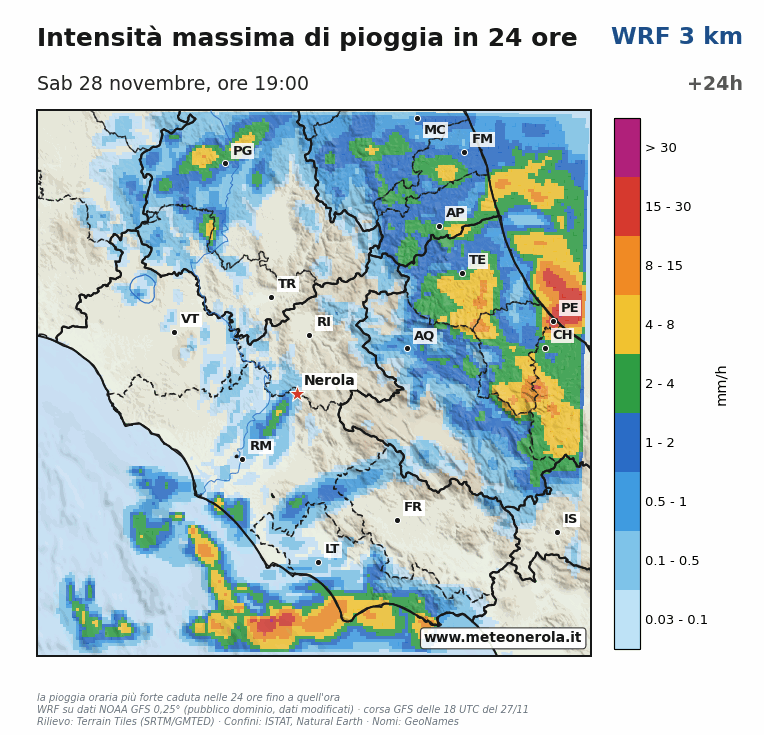 Intensità massima di pioggia in 24 ore
WRF 3 km
Sab 28 novembre, ore 19:00
+24h
MC
FM
PG
AP
TE
TR
PE
VT
RI
AQ
CH
Nerola
RM
FR
IS
LT
www.meteonerola.it
> 30
15 - 30
8 - 15
4 - 8
2 - 4
1 - 2
0.5 - 1
0.1 - 0.5
0.03 - 0.1
mm/h
la pioggia oraria più forte caduta nelle 24 ore fino a quell'ora
WRF su dati NOAA GFS 0,25° (pubblico dominio, dati modificati) · corsa GFS delle 18 UTC del 27/11
Rilievo: Terrain Tiles (SRTM/GMTED) · Confini: ISTAT, Natural Earth · Nomi: GeoNames